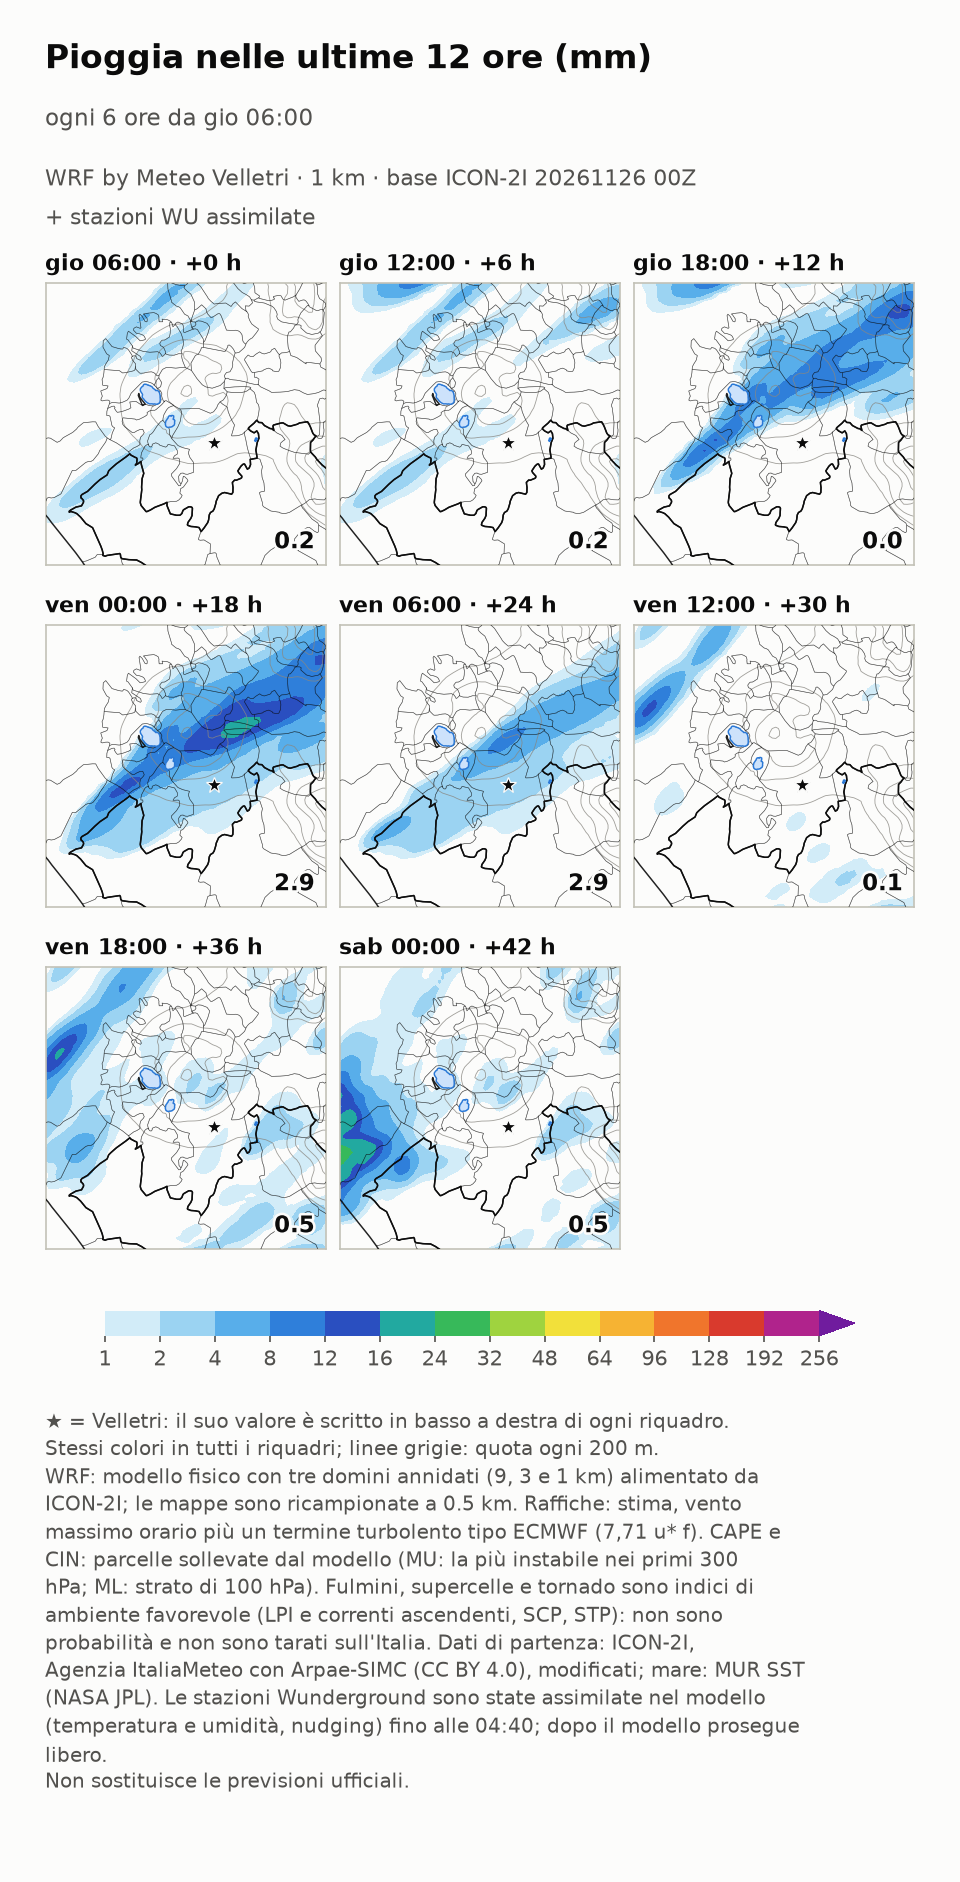 Pioggia nelle ultime 12 ore (mm)
ogni 6 ore da gio 06:00
WRF by Meteo Velletri · 1 km · base ICON-2I 20261126 00Z
+ stazioni WU assimilate
gio 06:00 · +0 h
gio 12:00 · +6 h
gio 18:00 · +12 h
0.2
0.2
0.0
ven 00:00 · +18 h
ven 06:00 · +24 h
ven 12:00 · +30 h
2.9
2.9
0.1
ven 18:00 · +36 h
sab 00:00 · +42 h
0.5
0.5
1 2 4 8 12 16 24 32 48 64 96 128 192 256
★ = Velletri: il suo valore è scritto in basso a destra di ogni riquadro.
Stessi colori in tutti i riquadri; linee grigie: quota ogni 200 m.
WRF: modello fisico con tre domini annidati (9, 3 e 1 km) alimentato da
ICON-2I; le mappe sono ricampionate a 0.5 km. Raffiche: stima, vento
massimo orario più un termine turbolento tipo ECMWF (7,71 u* f). CAPE e
CIN: parcelle sollevate dal modello (MU: la più instabile nei primi 300
hPa; ML: strato di 100 hPa). Fulmini, supercelle e tornado sono indici di
ambiente favorevole (LPI e correnti ascendenti, SCP, STP): non sono
probabilità e non sono tarati sull'Italia. Dati di partenza: ICON-2I,
Agenzia ItaliaMeteo con Arpae-SIMC (CC BY 4.0), modificati; mare: MUR SST
(NASA JPL). Le stazioni Wunderground sono state assimilate nel modello
(temperatura e umidità, nudging) fino alle 04:40; dopo il modello prosegue
libero.
Non sostituisce le previsioni ufficiali.